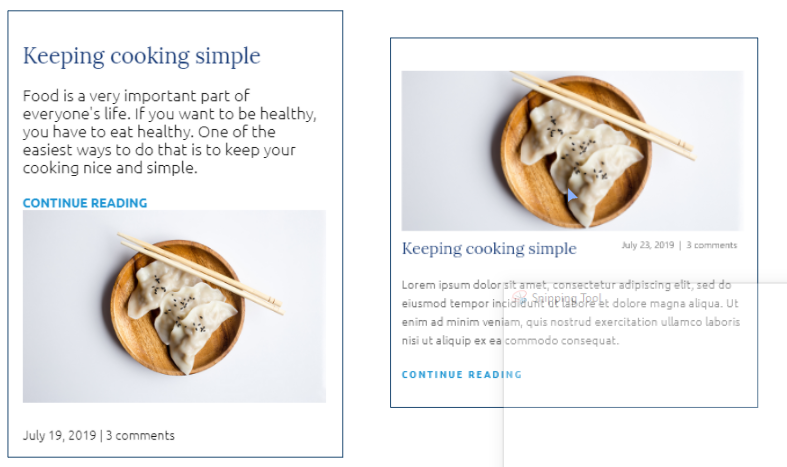 Keeping cooking simple
Food is a very important part of
everyone's life. If you want to be healthy,
you have to eat healthy. One of the
easiest ways to do that is to keep your
cooking nice and simple.
CONTINUE READING
July 19, 2019 | 3 comments
Keeping cooking simple
July 23, 2019 | 3 comments
Lorem ipsum dolor sit amet, consectetur adipiscing elit, sed do
Snipping Tool
eiusmod tempor incididunt ut labore et dolore magna aliqua. Ut
enim ad minim veniam, quis nostrud exercitation ullamco laboris
nisi ut aliquip ex ea commodo consequat.
CONTINUE READING